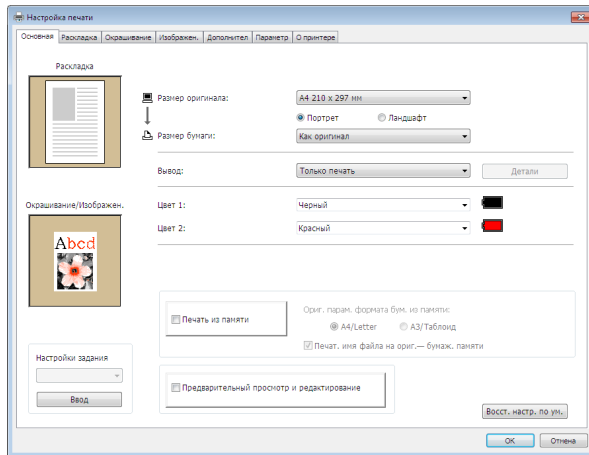 Настройка печати
Основная Раскладка Окрашивание Изображен. Дополнител Параметр О принтере
Раскладка
Размер оригинала: A4 210 x 297 мм
Портрет Ландшафт
Размер бумаги: Как оригинал
Вывод: Только печать Детали
Окрашивание/Изображен.
Цвет 1: Черный
Цвет 2: Красный
Abcd
Печать из памяти
Ориг. парам. формата бум. из памяти:
A4/Letter A3/Таблоид
Печат. имя файла на ориг.— бумаж. памяти
Настройки задания
Ввод
Предварительный просмотр и редактирование
Восст. настр. по ум.
OK Отмена